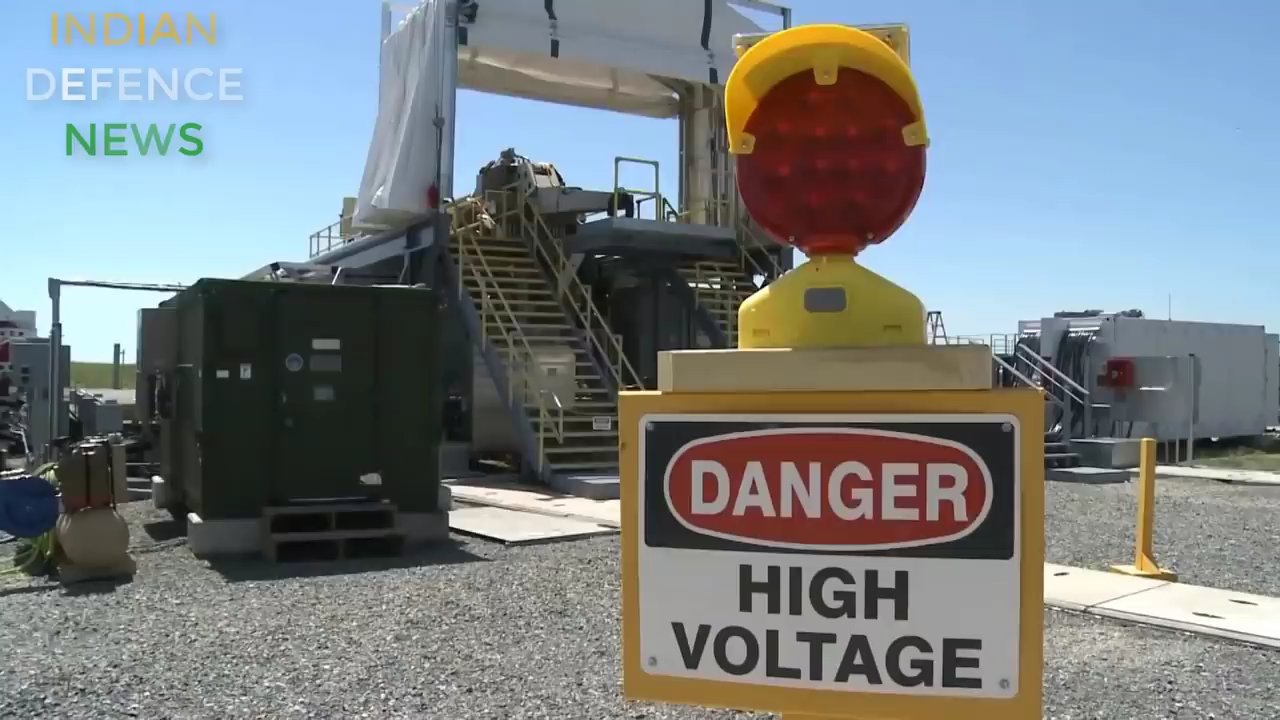 INDIAN
DEFENCE
NEWS
DANGER
HIGH
VOLTAGE